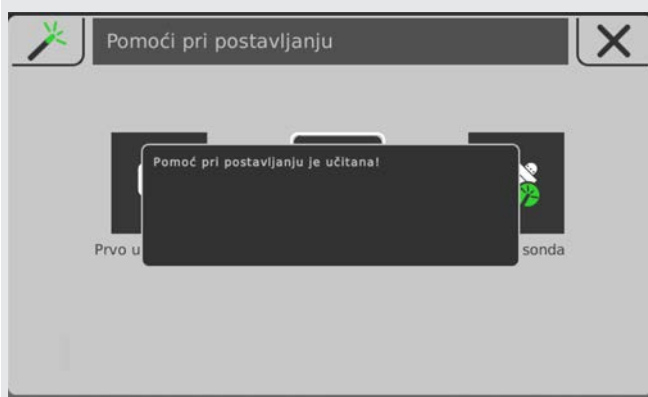 Pomoći pri postavljanju
Pomoć pri postavljanju je učitana!
Prvo u
sonda